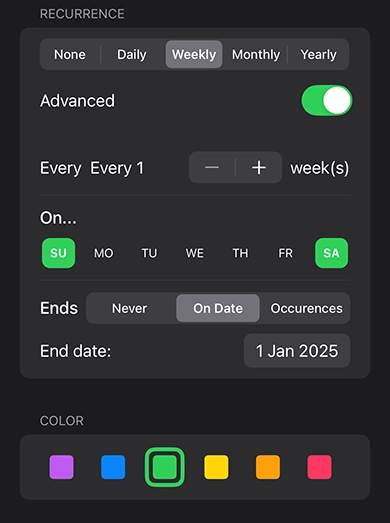 RECURRENCE
None Daily Weekly Monthly Yearly
Advanced
Every Every 1 − + week(s)
On...
SU MO TU WE TH FR SA
Ends Never On Date Occurences
End date: 1 Jan 2025
COLOR